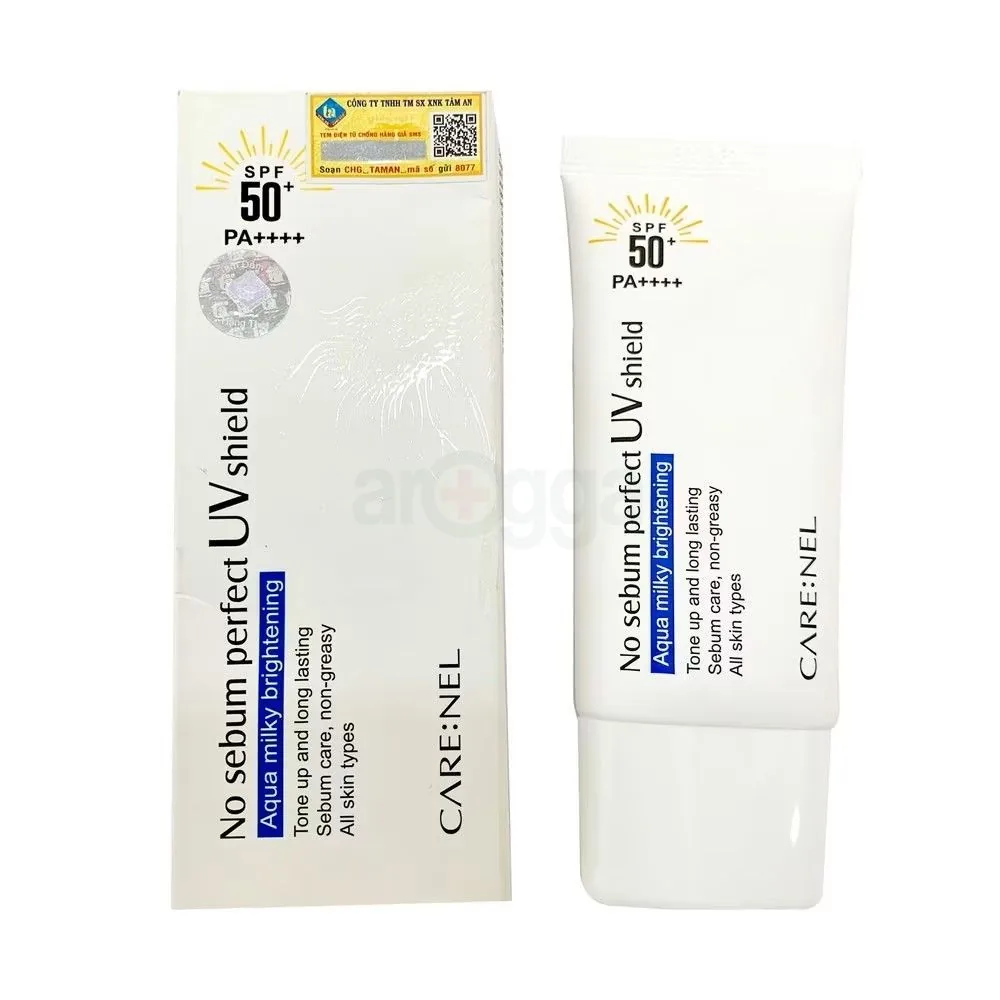 CÔNG TY TNHH TM SX XNK TÂM AN
TEM ĐIỆN TỬ CHỐNG HÀNG GIẢ SMS
Soạn CHG_TAMAN_mã số gửi 8077
SPF
50+
PA++++
No sebum perfect UV shield
Aqua milky brightening
Tone up and long lasting
Sebum care, non-greasy
All skin types
CARE:NEL
SPF
50+
PA++++
No sebum perfect UV shield
Aqua milky brightening
Tone up and long lasting
Sebum care, non-greasy
All skin types
CARE:NEL
arogga